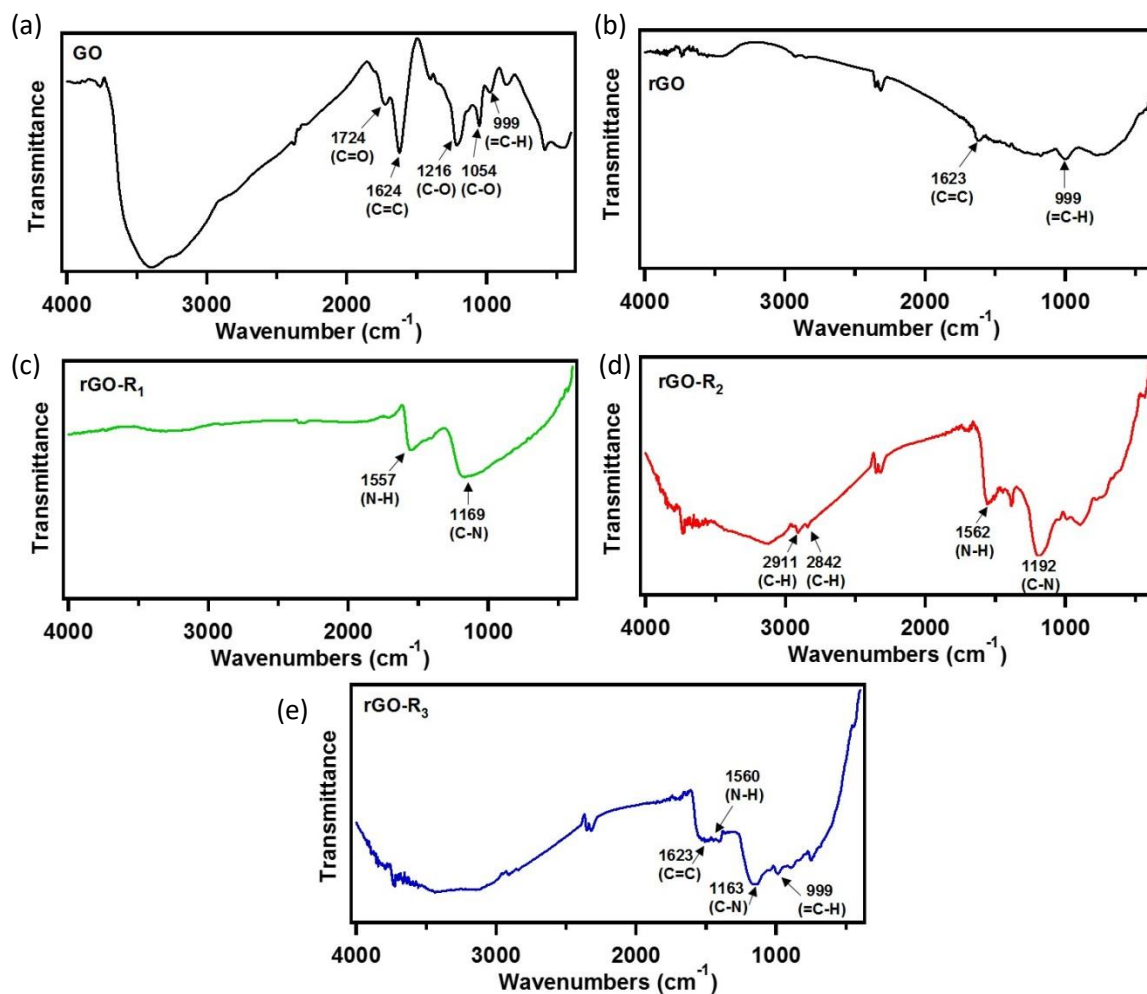 (a)
GO
Transmittance
1724
(C=O)
1624
(C=C)
1216
(C-O)
1054
(C-O)
999
(=C-H)
4000 3000 2000 1000
Wavenumber (cm⁻¹)
(b)
rGO
Transmittance
1623
(C=C)
999
(=C-H)
4000 3000 2000 1000
Wavenumber (cm⁻¹)
(c)
rGO-R₁
Transmittance
1557
(N-H)
1169
(C-N)
4000 3000 2000 1000
Wavenumbers (cm⁻¹)
(d)
rGO-R₂
Transmittance
2911
(C-H)
2842
(C-H)
1562
(N-H)
1192
(C-N)
4000 3000 2000 1000
Wavenumbers (cm⁻¹)
(e)
rGO-R₃
Transmittance
1560
(N-H)
1623
(C=C)
1163
(C-N)
999
(=C-H)
4000 3000 2000 1000
Wavenumbers (cm⁻¹)